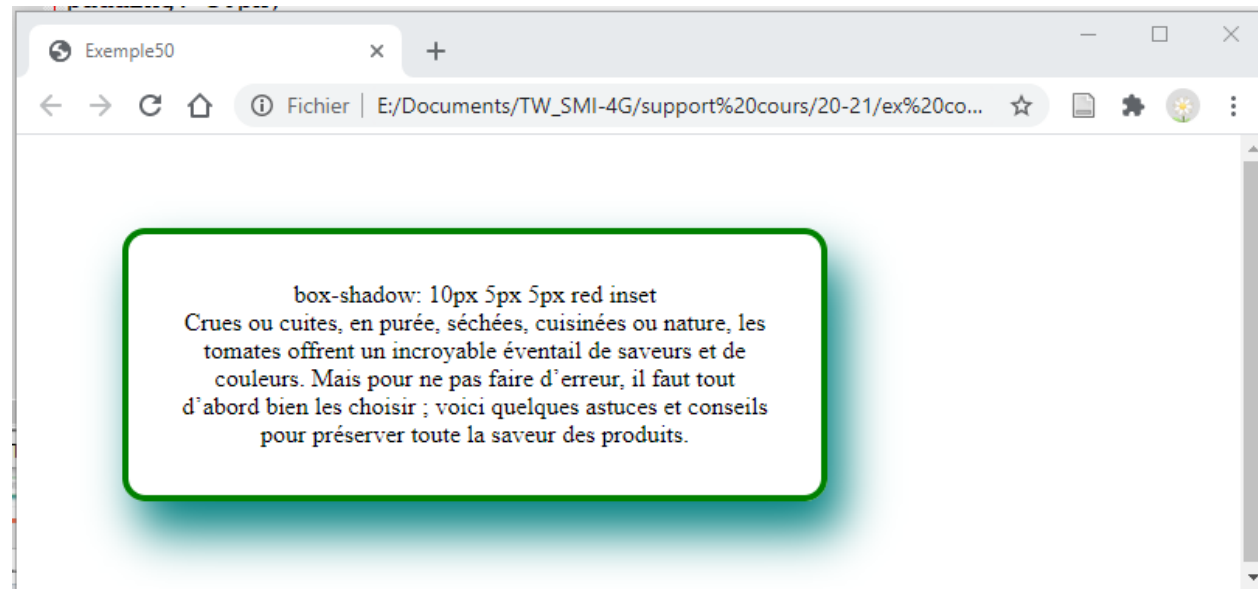 Exemple50
Fichier | E:/Documents/TW_SMI-4G/support%20cours/20-21/ex%20co...
box-shadow: 10px 5px 5px red inset
Crues ou cuites, en purée, séchées, cuisinées ou nature, les
tomates offrent un incroyable éventail de saveurs et de
couleurs. Mais pour ne pas faire d’erreur, il faut tout
d’abord bien les choisir ; voici quelques astuces et conseils
pour préserver toute la saveur des produits.